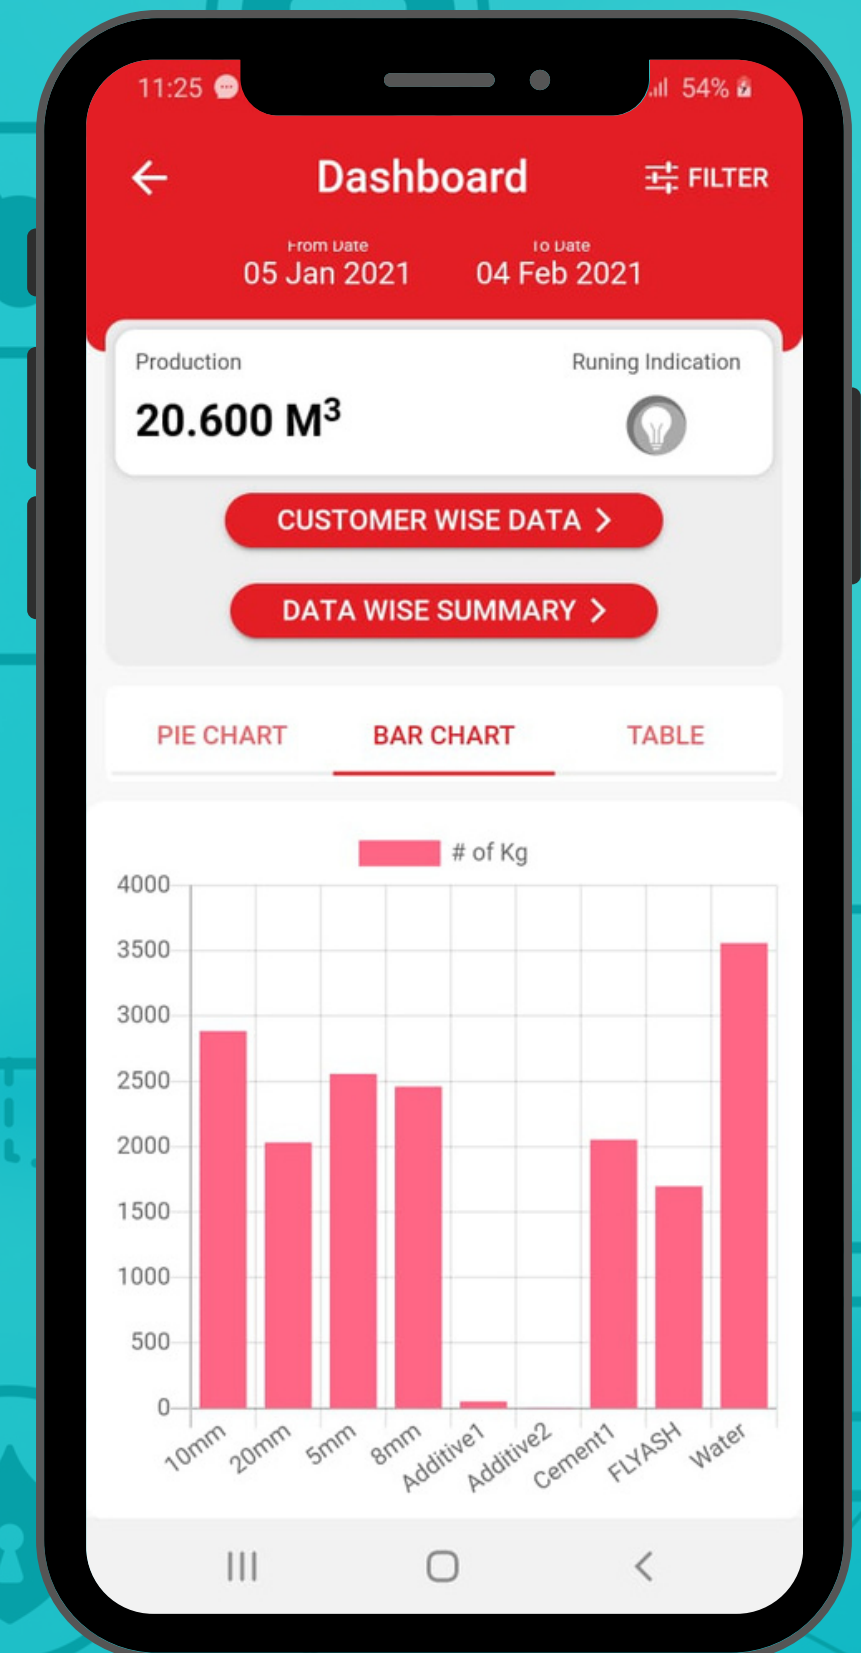 11:25 54%
Dashboard FILTER
From Date To Date
05 Jan 2021 04 Feb 2021
Production Runing Indication
20.600 M³
CUSTOMER WISE DATA
DATA WISE SUMMARY
PIE CHART BAR CHART TABLE
# of Kg
4000
3500
3000
2500
2000
1500
1000
500
0
10mm 20mm 5mm 8mm Additive1 Additive2 Cement1 FLYASH Water